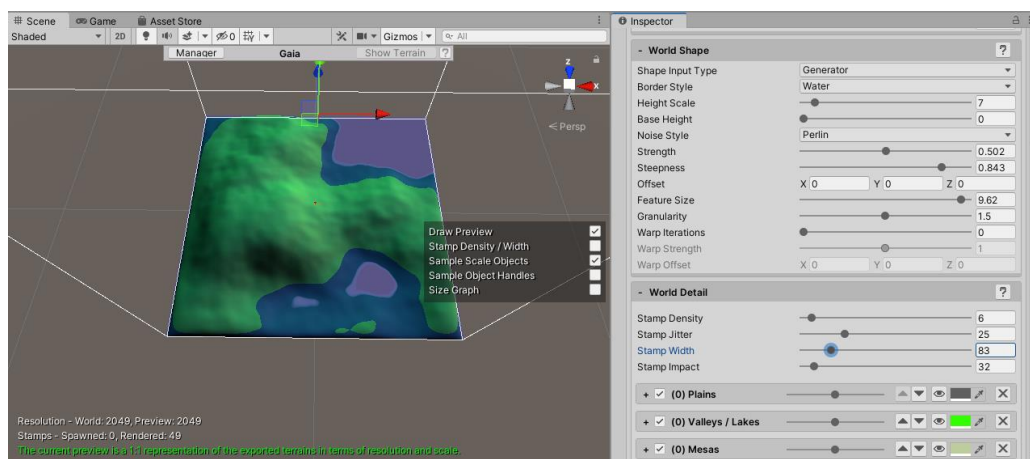 Scene Game Asset Store
Shaded 2D 0 Gizmos All
Manager Gaia Show Terrain ?
z
x
Persp
Draw Preview
Stamp Density / Width
Sample Scale Objects
Sample Object Handles
Size Graph
Resolution - World: 2049, Preview: 2049
Stamps - Spawned: 0, Rendered: 49
The current preview is a 1:1 representation of the exported terrains in terms of resolution and scale.
Inspector
- World Shape ?
Shape Input Type Generator
Border Style Water
Height Scale 7
Base Height 0
Noise Style Perlin
Strength 0.502
Steepness 0.843
Offset X 0 Y 0 Z 0
Feature Size 9.62
Granularity 1.5
Warp Iterations 0
Warp Strength 1
Warp Offset X 0 Y 0 Z 0
- World Detail ?
Stamp Density 6
Stamp Jitter 25
Stamp Width 83
Stamp Impact 32
+ (0) Plains
+ (0) Valleys / Lakes
+ (0) Mesas